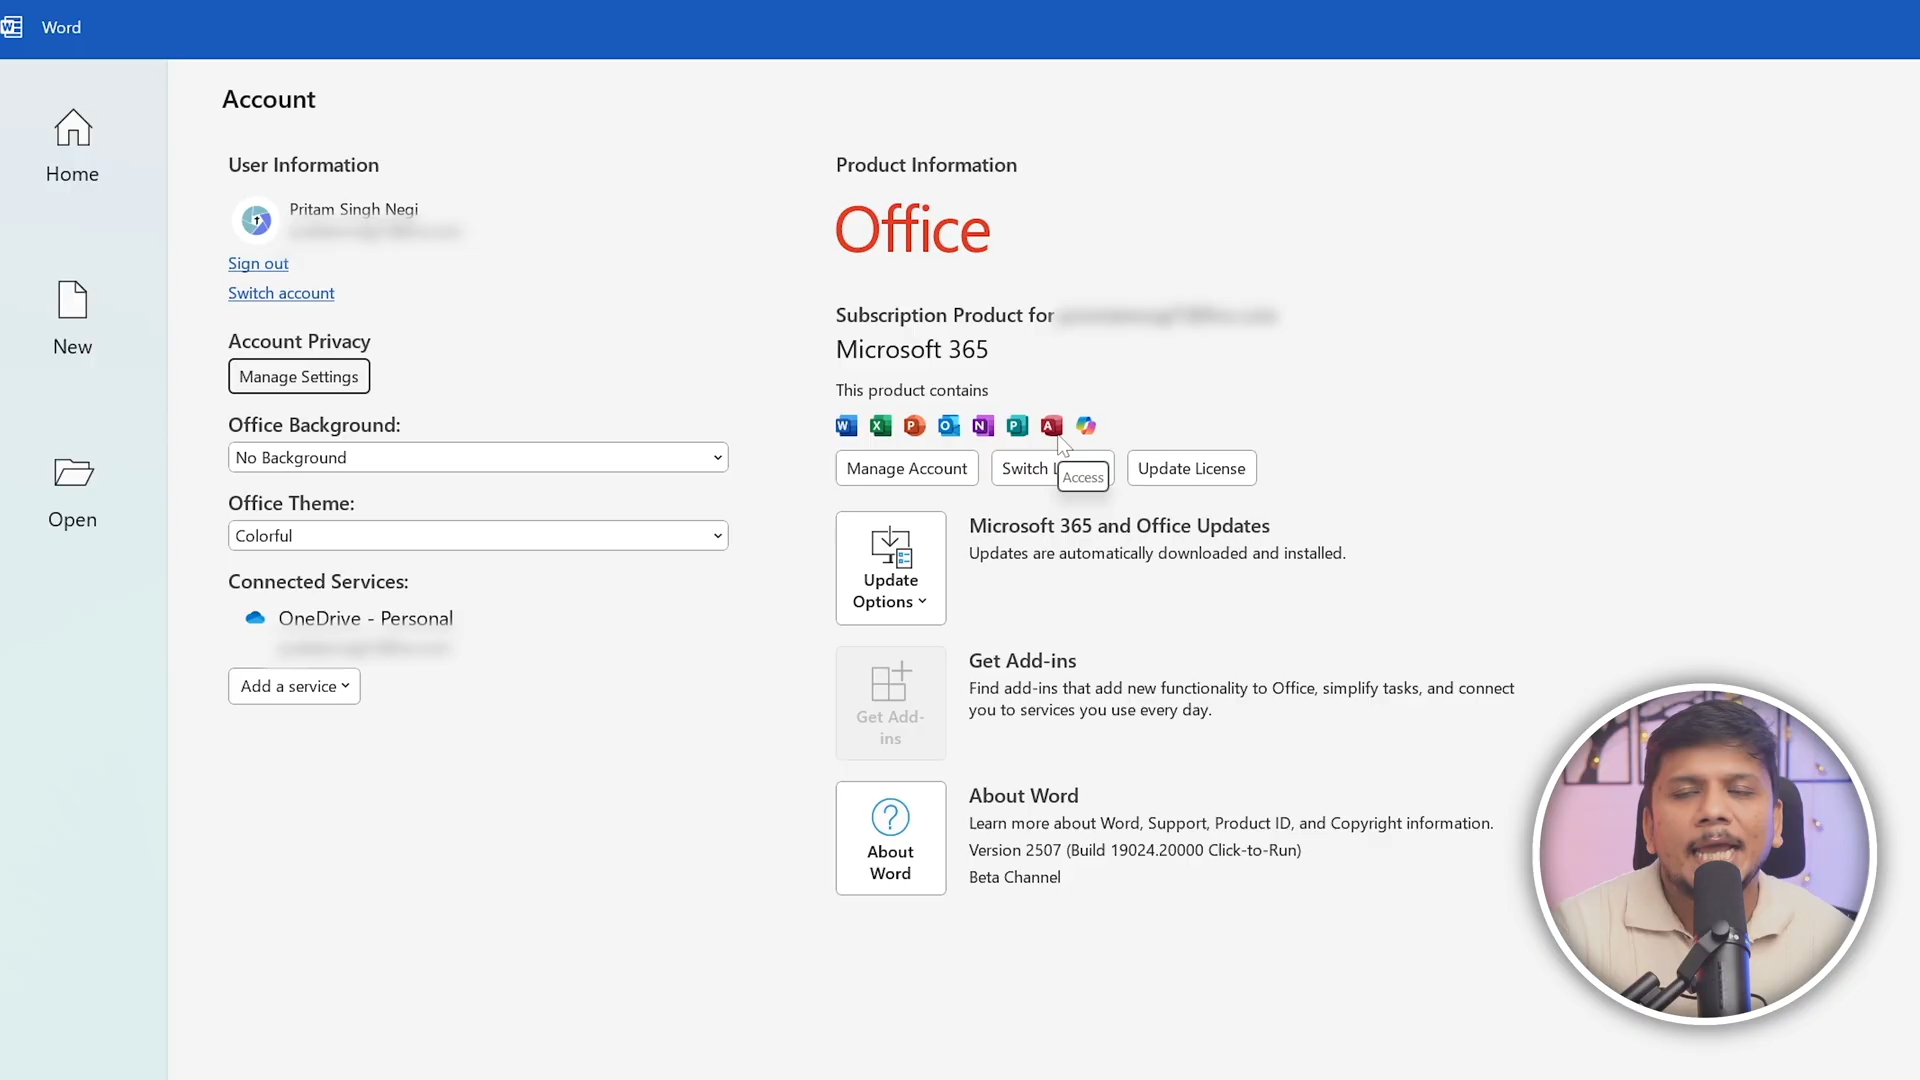 Word
Home
New
Open
Account
User Information
Pritam Singh Negi
Sign out
Switch account
Account Privacy
Manage Settings
Office Background:
No Background
Office Theme:
Colorful
Connected Services:
OneDrive - Personal
Add a service
Product Information
Office
Subscription Product for
Microsoft 365
This product contains
Manage Account
Switch
Access
Update License
Update
Options
Microsoft 365 and Office Updates
Updates are automatically downloaded and installed.
Get Add-
ins
Get Add-ins
Find add-ins that add new functionality to Office, simplify tasks, and connect
you to services you use every day.
About
Word
About Word
Learn more about Word, Support, Product ID, and Copyright information.
Version 2507 (Build 19024.20000 Click-to-Run)
Beta Channel